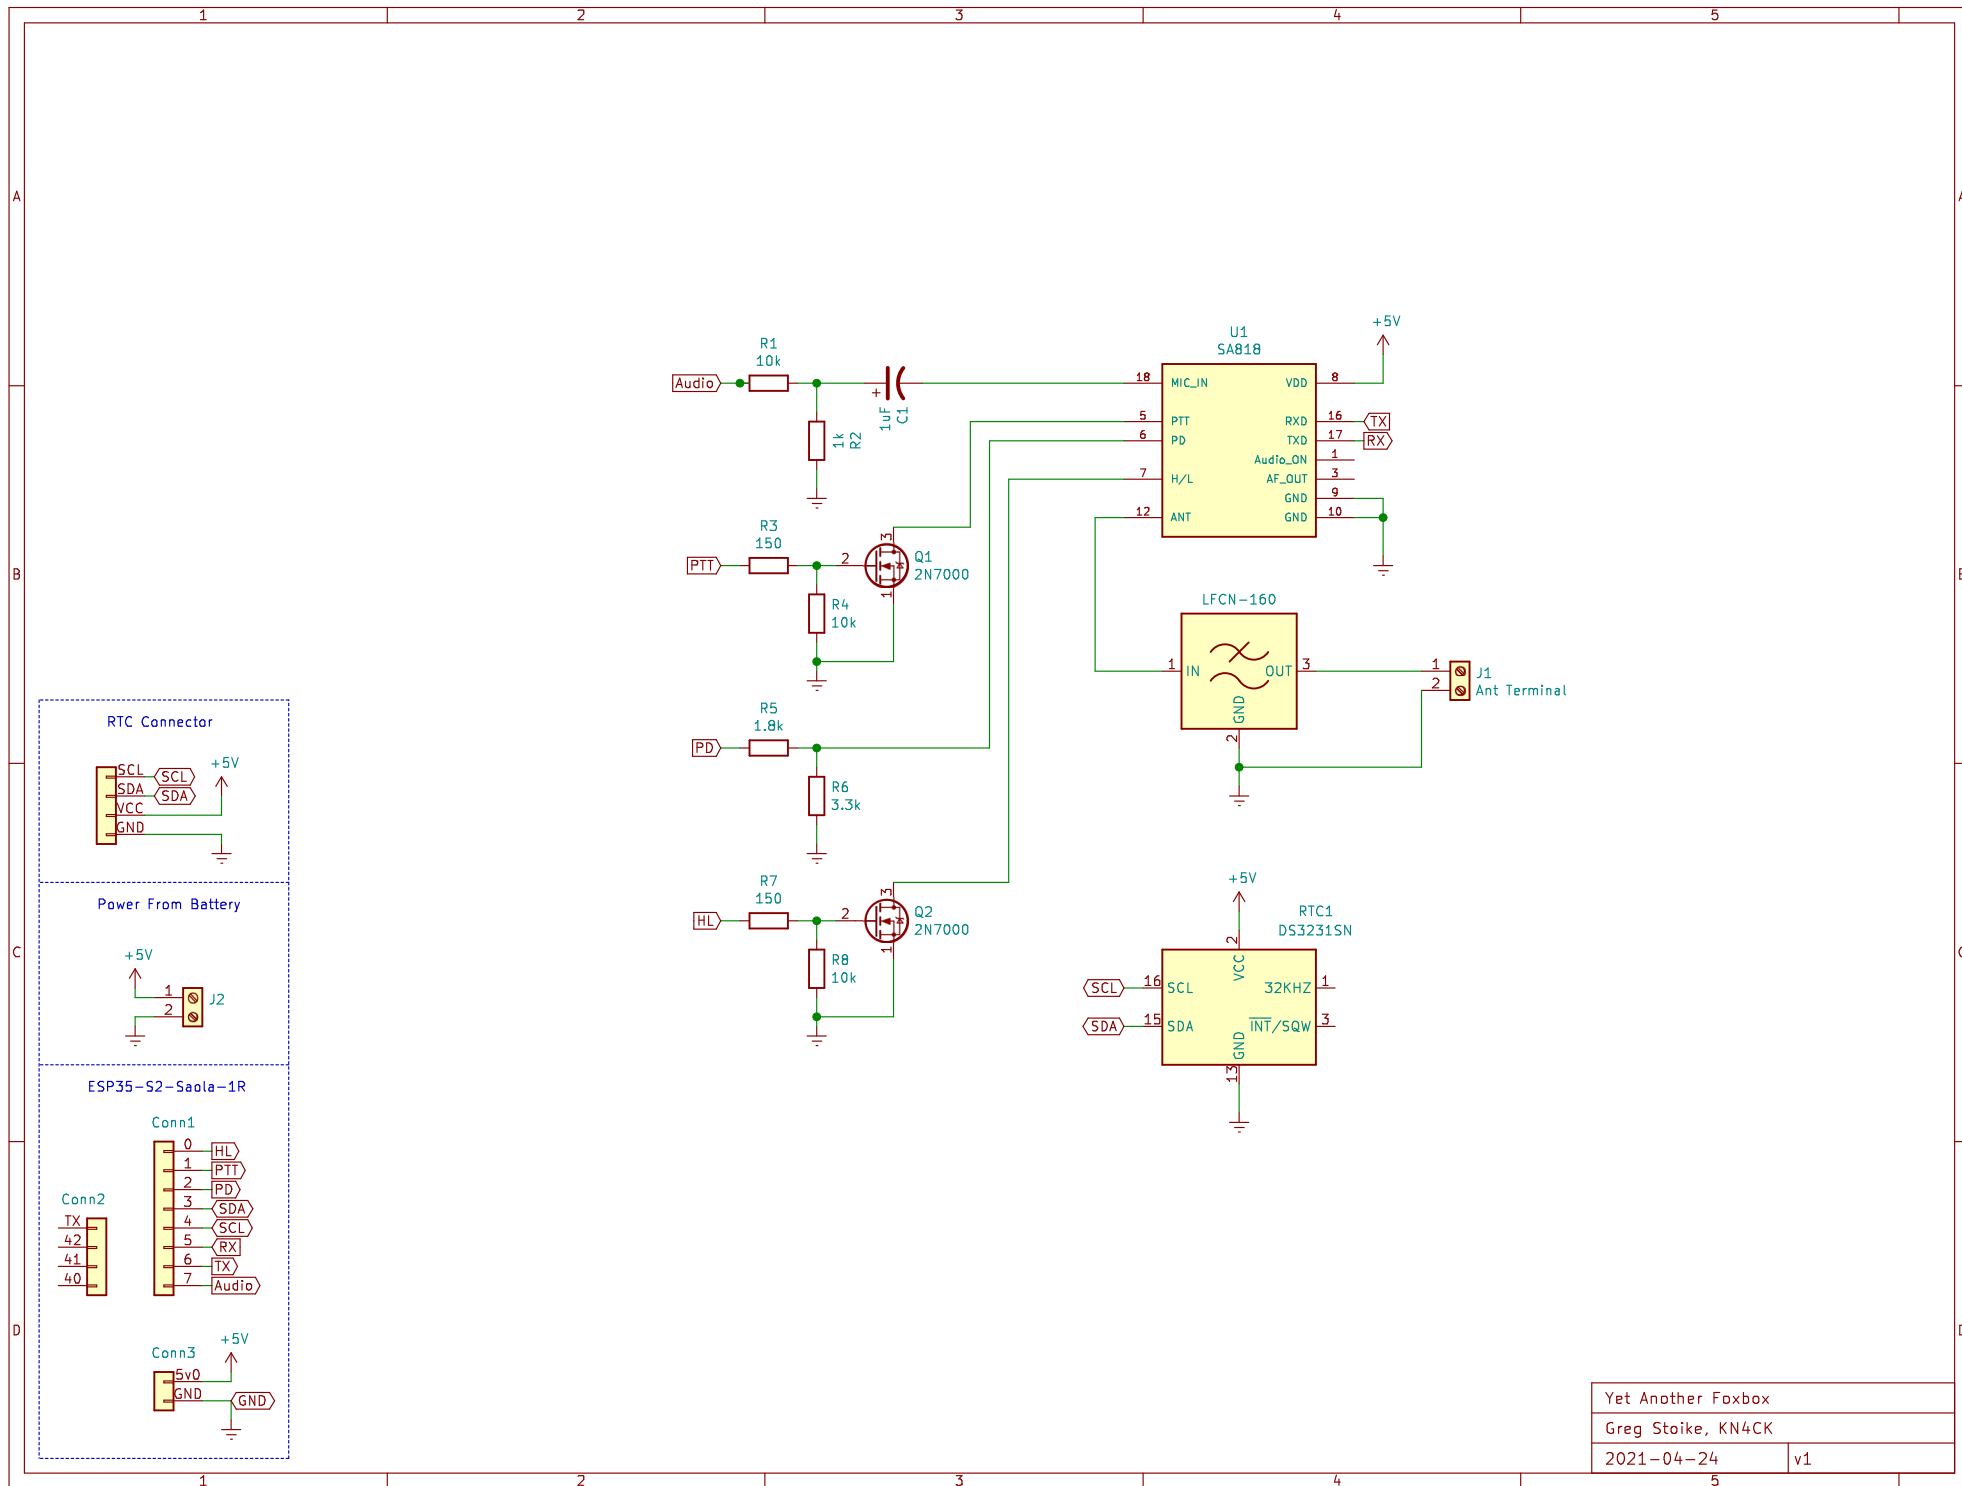 1 2 3 4 5
A
B
C
D
+5V
U1
SA818
R1
10k
Audio
+
1uF
C1
1k
R2
18 MIC_IN VDD 8
5 PTT RXD 16 TX
6 PD TXD 17 RX
Audio_ON 1
7 H/L AF_OUT 3
GND 9
12 ANT GND 10
R3
150
PTT
2
3
1
Q1
2N7000
R4
10k
LFCN-160
1 IN OUT 3
GND
2
1
2
J1
Ant Terminal
R5
1.8k
PD
R6
3.3k
RTC Connector
SCL SCL
SDA SDA
VCC
GND
+5V
R7
150
HL
2
3
1
Q2
2N7000
R8
10k
+5V
RTC1
DS3231SN
2
VCC
SCL 16 SCL 32KHZ 1
SDA 15 SDA INT/SQW 3
GND
13
Power From Battery
+5V
1
2
J2
ESP35-S2-Saola-1R
Conn1
0 HL
1 PTT
2 PD
3 SDA
4 SCL
5 RX
6 TX
7 Audio
Conn2
TX
42
41
40
Conn3
+5V
5v0
GND GND
Yet Another Foxbox
Greg Stoike, KN4CK
2021-04-24 v1
1 2 3 4 5